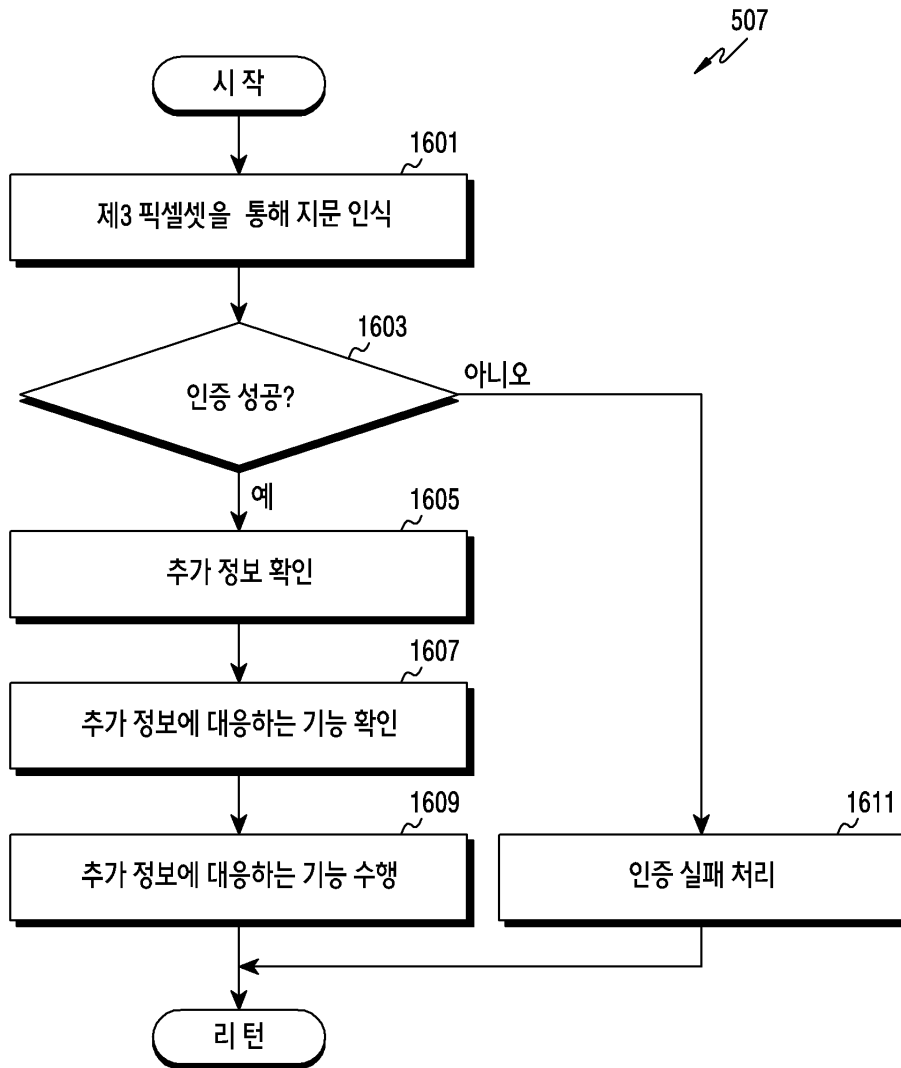 507
시 작
1601
제3 픽셀셋을 통해 지문 인식
1603
인증 성공?
아니오
예
1605
추가 정보 확인
1607
추가 정보에 대응하는 기능 확인
1609
추가 정보에 대응하는 기능 수행
1611
인증 실패 처리
리 턴